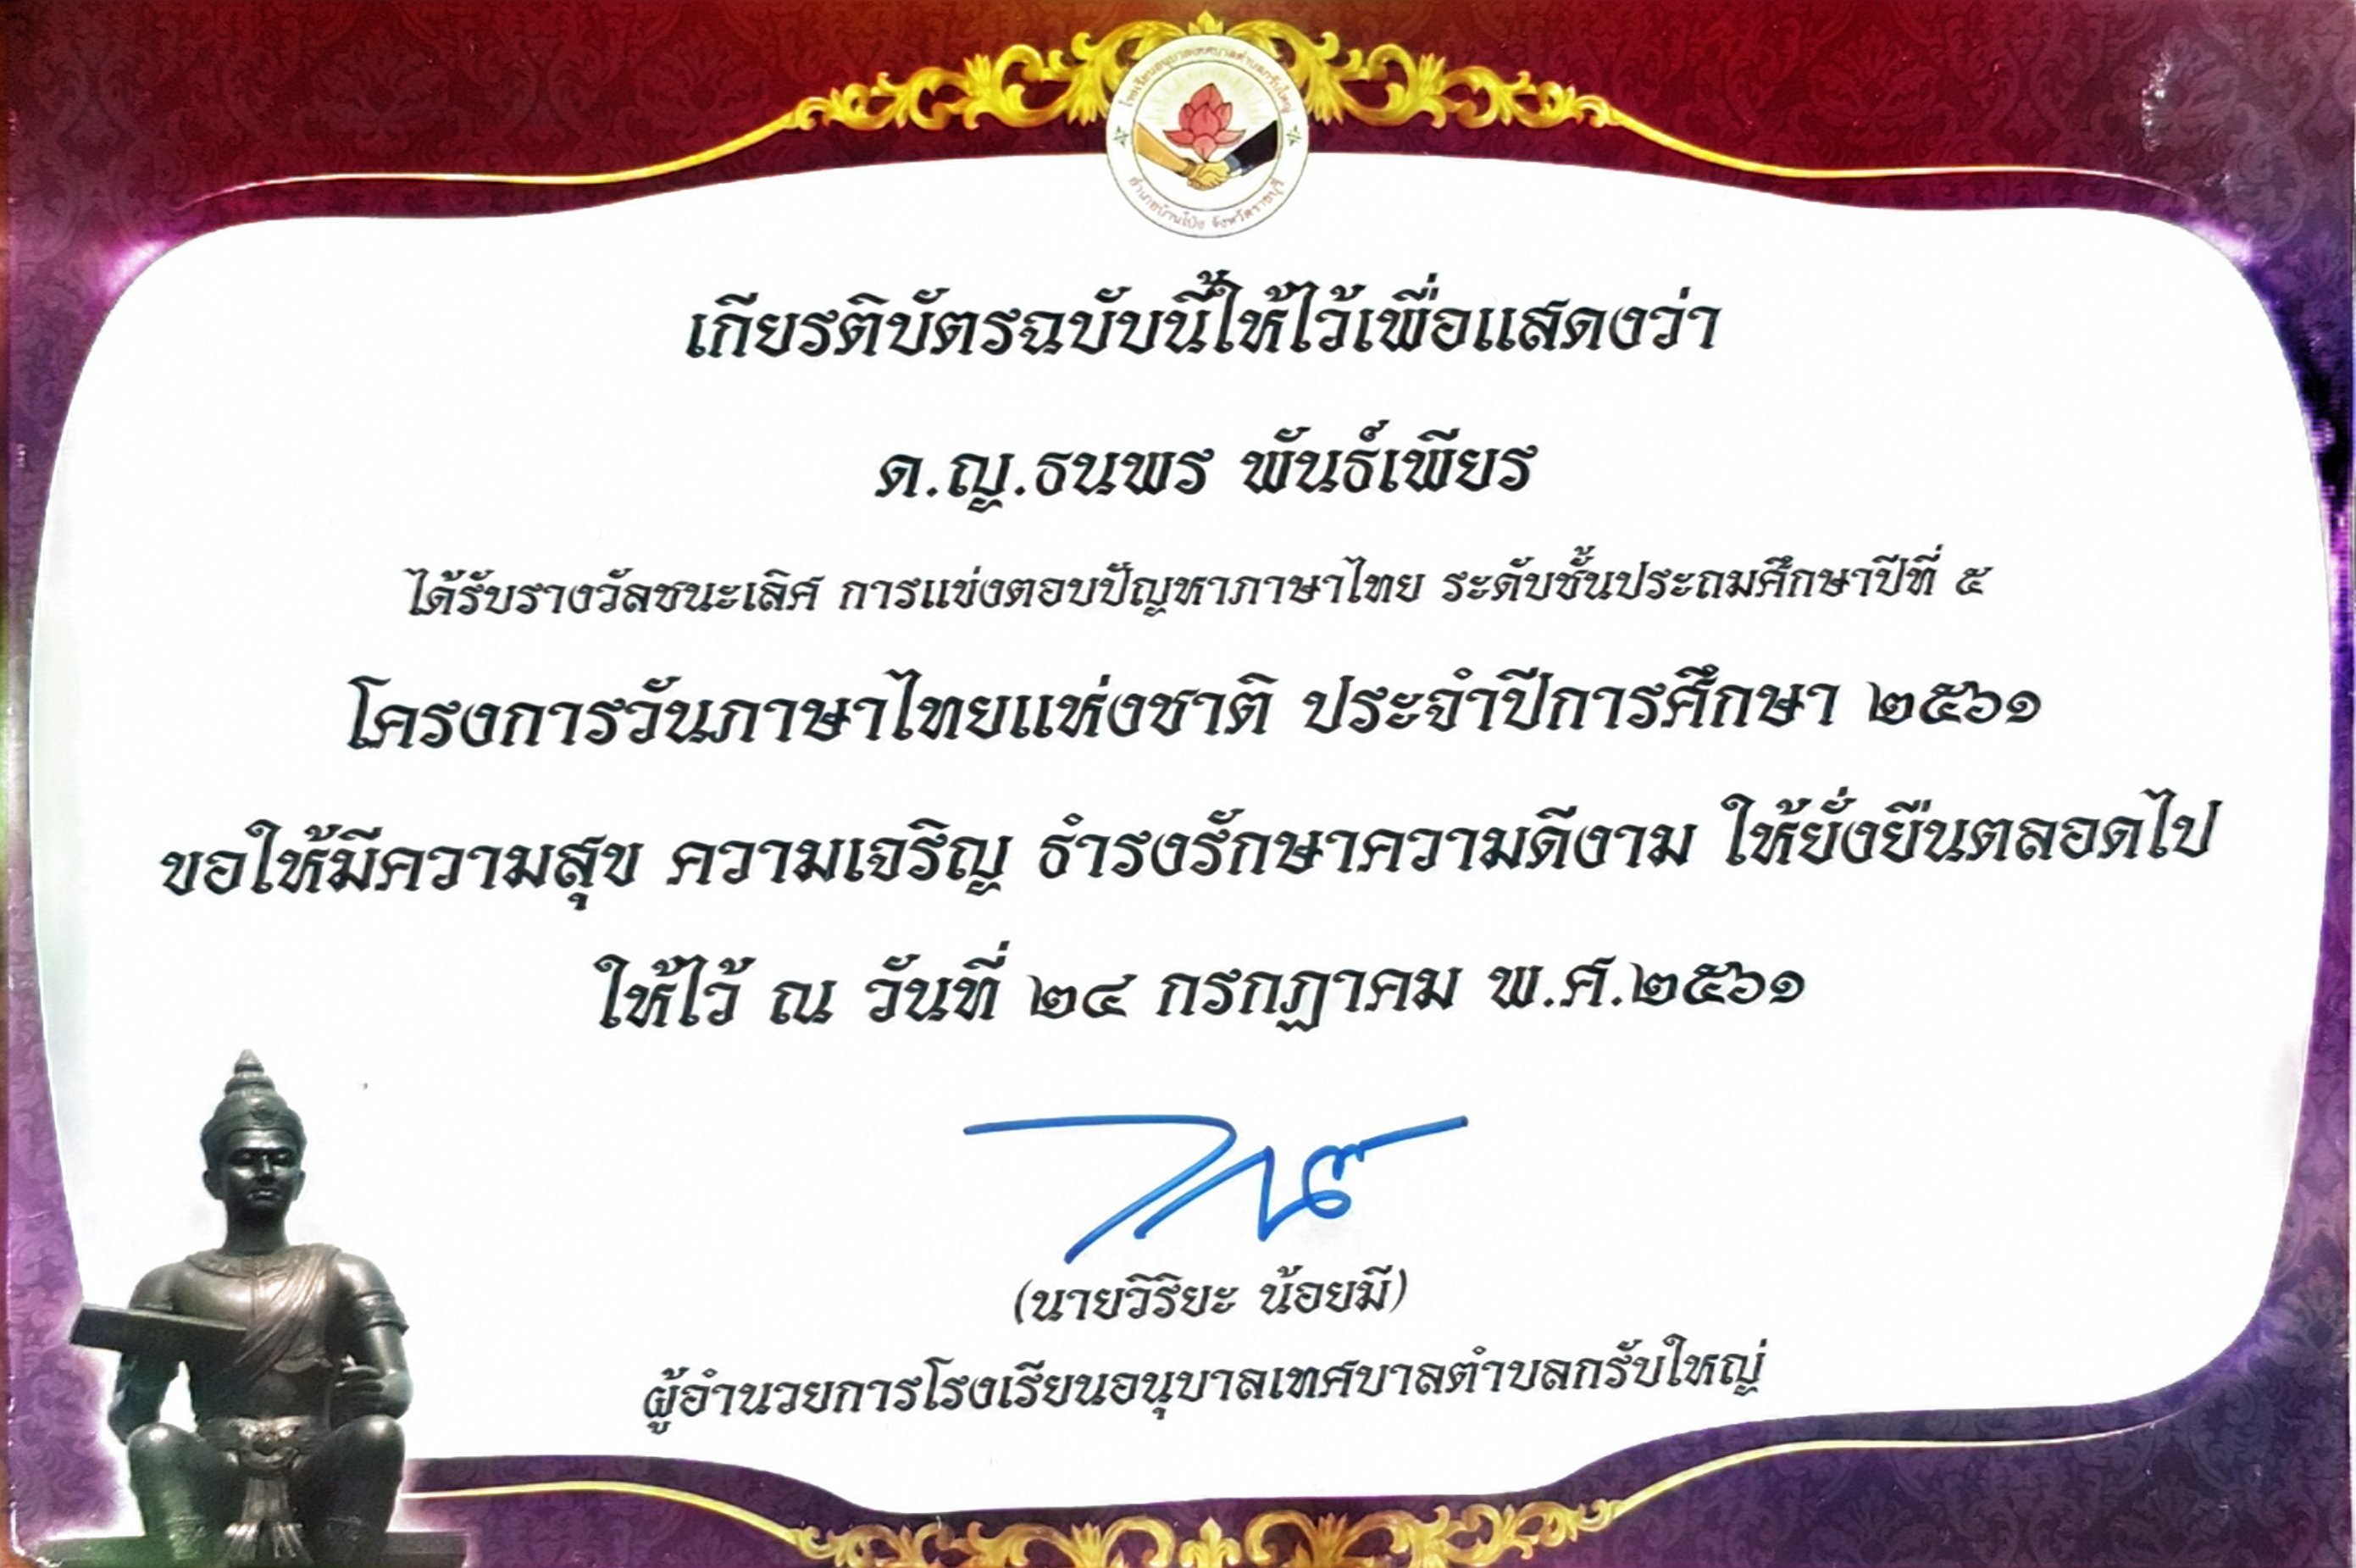 โรงเรียนอนุบาลเทศบาลตำบลกรับใหญ่
อำเภอบ้านโป่ง จังหวัดราชบุรี
เกียรติบัตรฉบับนี้ให้ไว้เพื่อแสดงว่า
ด.ญ.ธนพร พันธ์เพียร
ได้รับรางวัลชนะเลิศ การแข่งตอบปัญหาภาษาไทย ระดับชั้นประถมศึกษาปีที่ ๕
โครงการวันภาษาไทยแห่งชาติ ประจำปีการศึกษา ๒๕๖๑
ขอให้มีความสุข ความเจริญ ธำรงรักษาความดีงาม ให้ยั่งยืนตลอดไป
ให้ไว้ ณ วันที่ ๒๔ กรกฎาคม พ.ศ.๒๕๖๑
(นายวิริยะ น้อยมี)
ผู้อำนวยการโรงเรียนอนุบาลเทศบาลตำบลกรับใหญ่